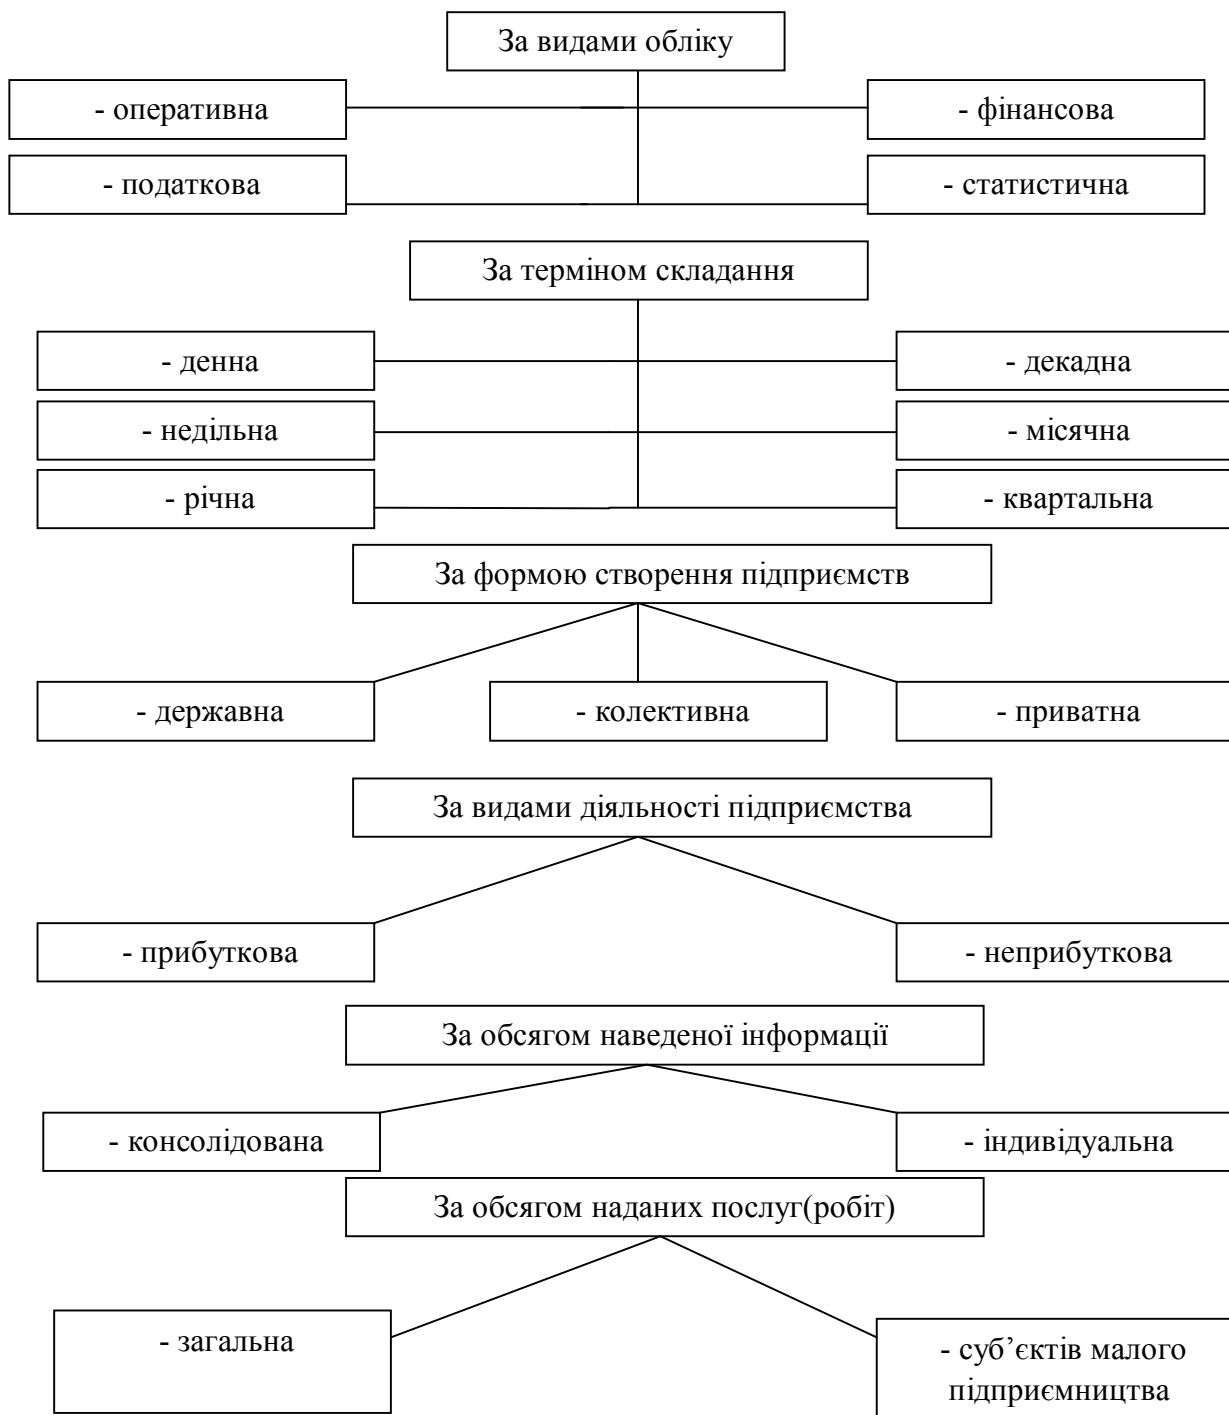 За видами обліку
- оперативна
- фінансова
- податкова
- статистична
За терміном складання
- денна
- декадна
- недільна
- місячна
- річна
- квартальна
За формою створення підприємств
- державна
- колективна
- приватна
За видами діяльності підприємства
- прибуткова
- неприбуткова
За обсягом наведеної інформації
- консолідована
- індивідуальна
За обсягом наданих послуг(робіт)
- загальна
- суб’єктів малого
підприємництва